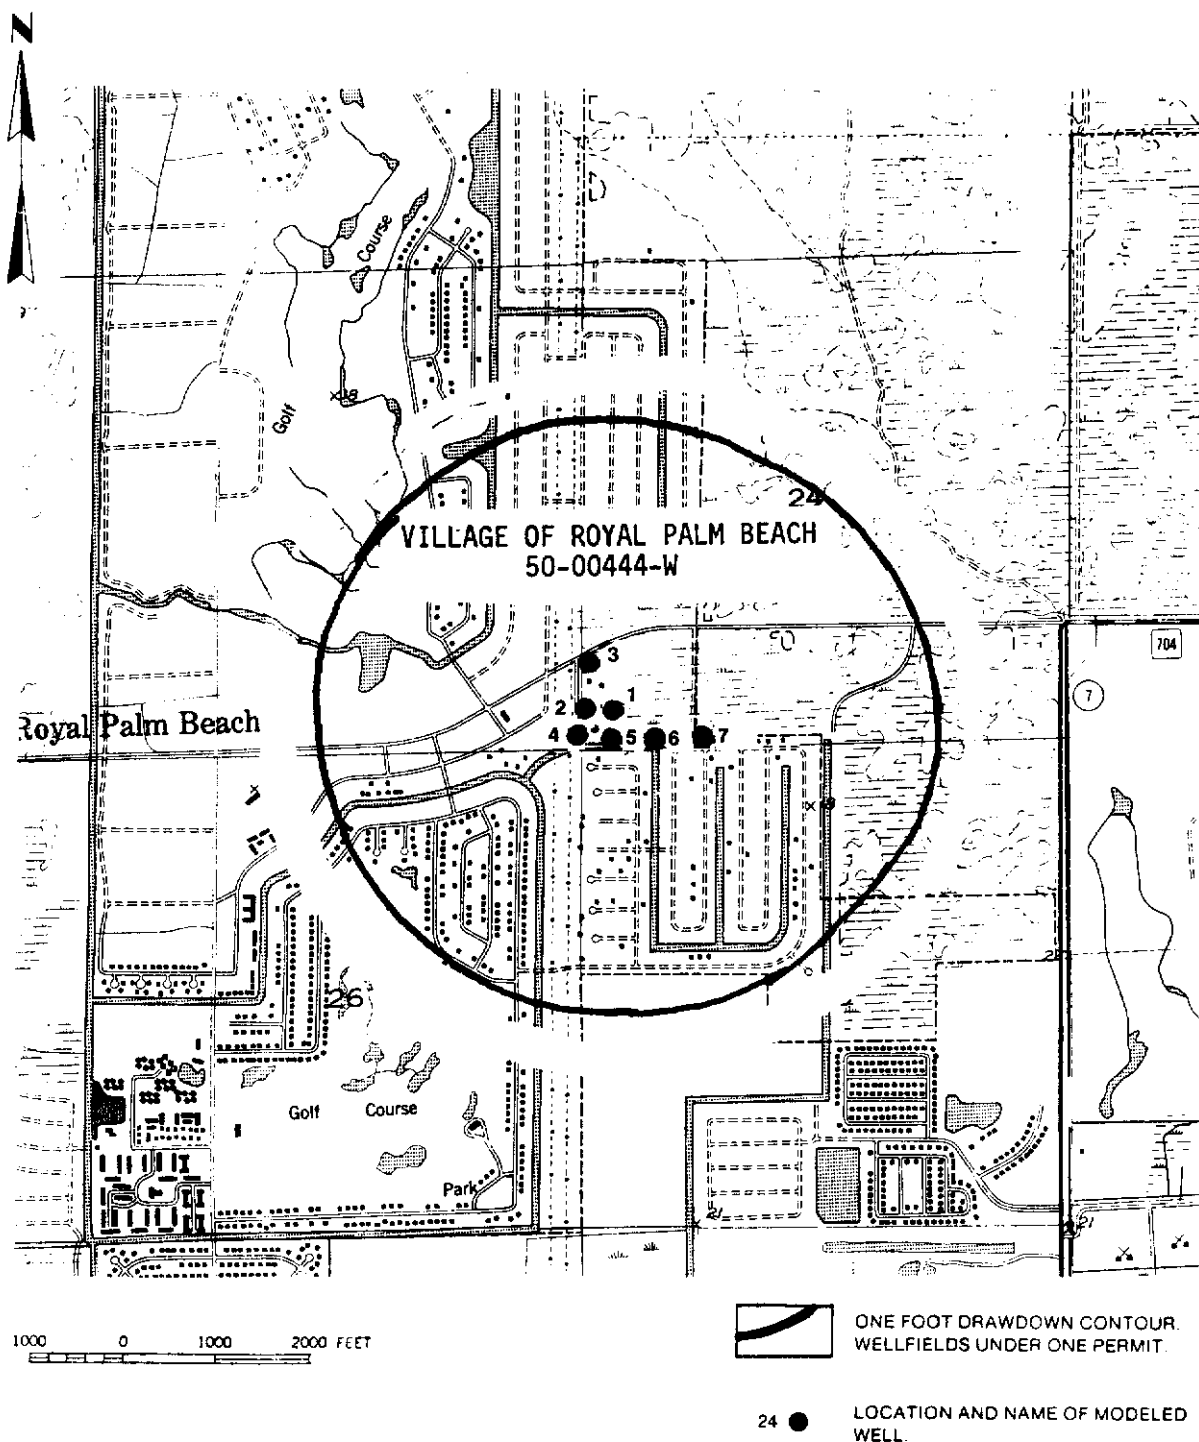 N
Course
Golf
24
VILLAGE OF ROYAL PALM BEACH
50-00444-W
704
3
7
2
1
Royal Palm Beach
4
5
6
7
26
Golf Course
Park
21
21
1000 0 1000 2000 FEET
ONE FOOT DRAWDOWN CONTOUR.
WELLFIELDS UNDER ONE PERMIT.
24
LOCATION AND NAME OF MODELED
WELL.